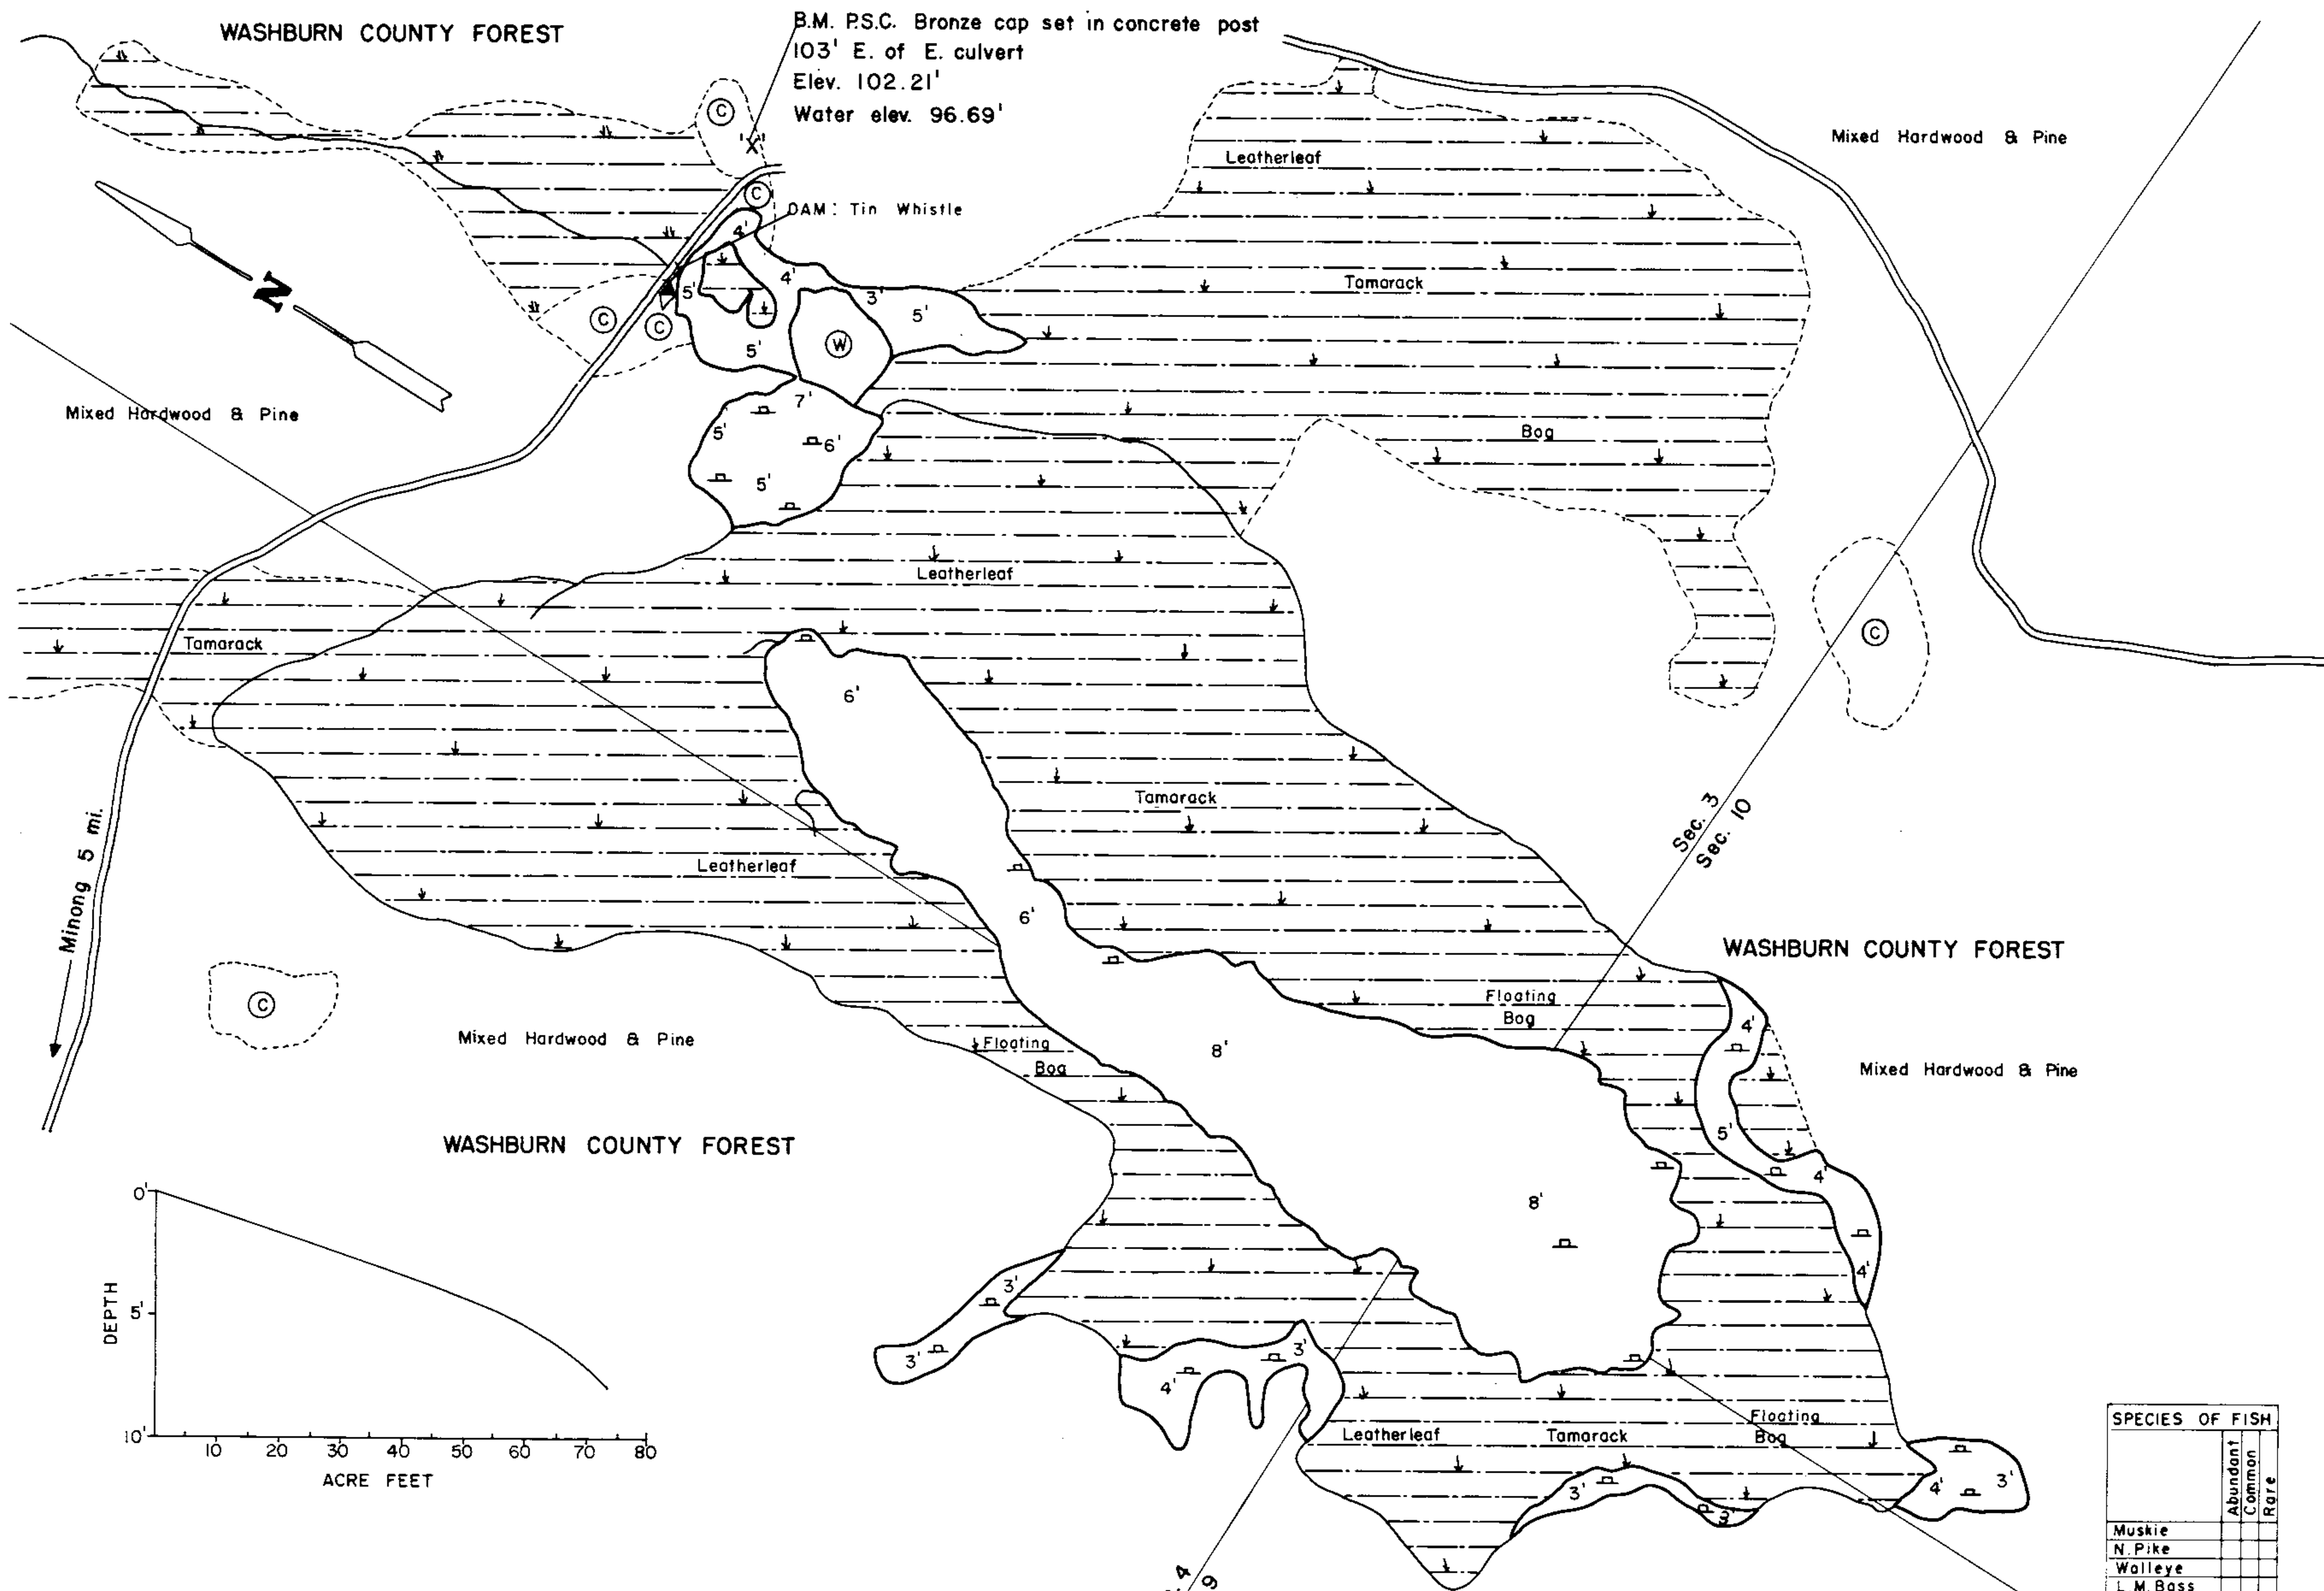 WASHBURN COUNTY FOREST
B.M. P.S.C. Bronze cap set in concrete post
103' E. of E. culvert
Elev. 102.21'
Water elev. 96.69'
Mixed Hardwood & Pine
C
'X'
Leatherleaf
C
DAM: Tin Whistle
4'
N
4'
Tamarack
5'
3'
5'
C
C
W
5'
Mixed Hardwood & Pine
7'
5'
6'
Bog
5'
Leatherleaf
C
Tamarack
6'
Tamarack
Sec. 3
Sec. 10
Minong 5 mi.
Leatherleaf
6'
WASHBURN COUNTY FOREST
C
Floating
Bog
4'
Mixed Hardwood & Pine
Floating
Bog
8'
Mixed Hardwood & Pine
5'
WASHBURN COUNTY FOREST
4'
8'
4'
0'
5'
10'
DEPTH
10 20 30 40 50 60 70 80
ACRE FEET
3'
3'
3'
4'
Leatherleaf
Tamarack
Floating
Bog
3'
3'
4'
3'
4
9
SPECIES OF FISH
Abundant
Common
Rare
Muskie
N. Pike
Walleye
L.M. Bass